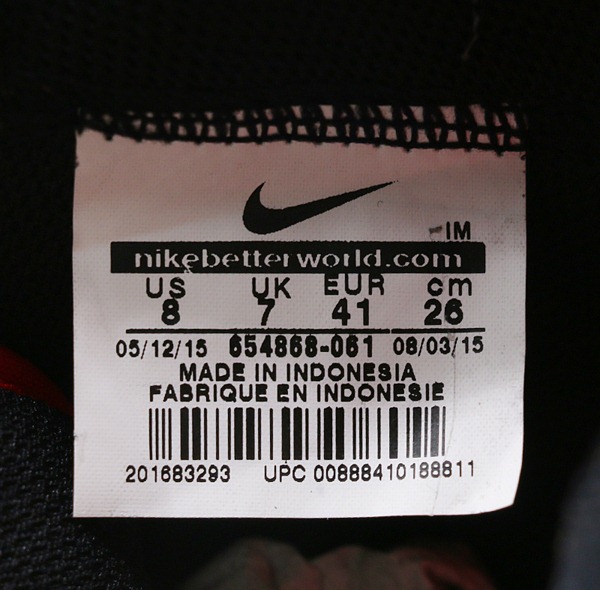 IM
nikebetterworld.com
US UK EUR cm
8 7 41 26
05/12/15 654868-061 08/03/15
MADE IN INDONESIA
FABRIQUE EN INDONESIE
201683293 UPC 00888410188811